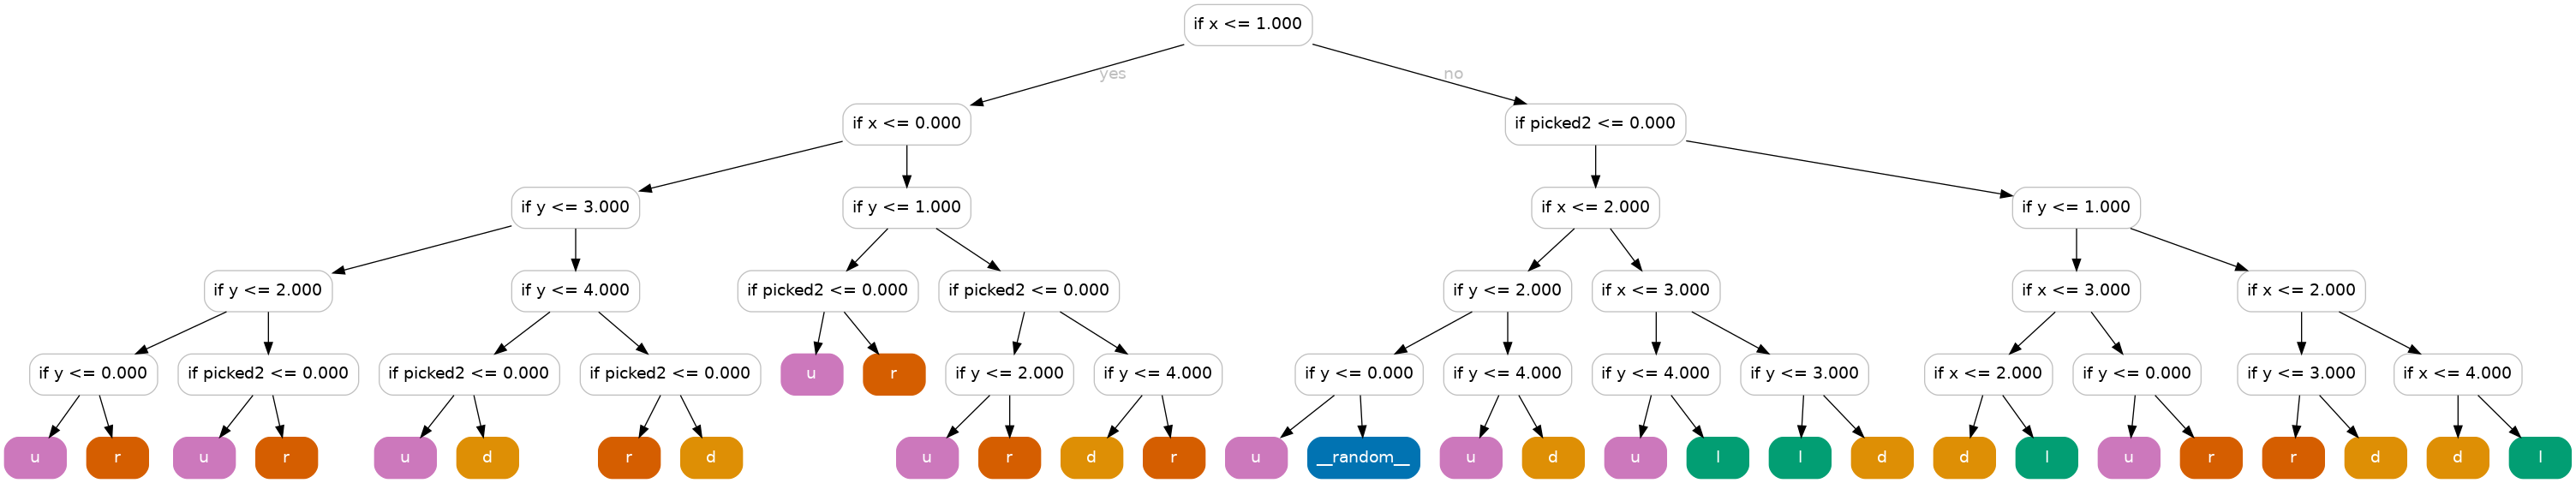 if x <= 1.000
yes
no
if x <= 0.000
if picked2 <= 0.000
if y <= 3.000
if y <= 1.000
if x <= 2.000
if y <= 1.000
if y <= 2.000
if y <= 4.000
if picked2 <= 0.000
if picked2 <= 0.000
if y <= 2.000
if x <= 3.000
if x <= 3.000
if x <= 2.000
if y <= 0.000
if picked2 <= 0.000
if picked2 <= 0.000
if picked2 <= 0.000
u
r
if y <= 2.000
if y <= 4.000
if y <= 0.000
if y <= 4.000
if y <= 4.000
if y <= 3.000
if x <= 2.000
if y <= 0.000
if y <= 3.000
if x <= 4.000
u
r
u
r
u
d
r
d
u
r
d
r
u
__random__
u
d
u
l
l
d
d
l
u
r
r
d
d
l